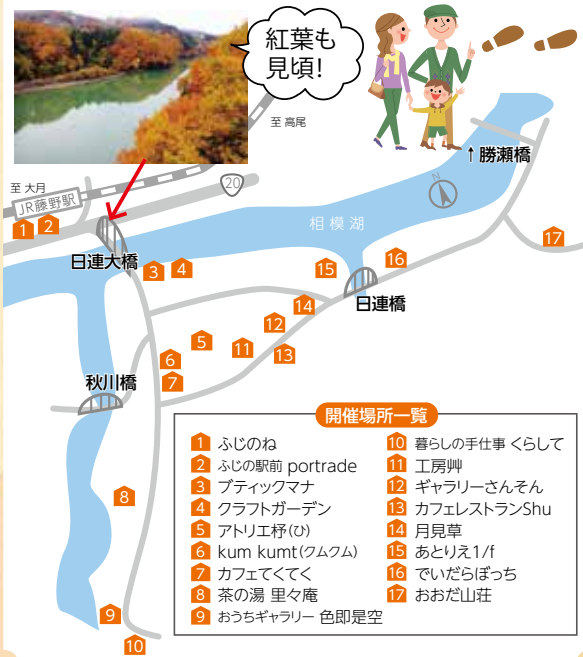 紅葉も
見頃!
至 高尾
↑勝瀬橋
至 大月
JR藤野駅
20
N
1
2
相模湖
日連大橋
3
4
15
16
17
日連橋
14
12
5
11
13
6
7
秋川橋
8
9
10
開催場所一覧
1 ふじのね
2 ふじの駅前 portrade
3 ブティックマナ
4 クラフトガーデン
5 アトリエ杼(ひ)
6 kum kumt(クムクム)
7 カフェてくてく
8 茶の湯 里々庵
9 おうちギャラリー 色即是空
10 暮らしの手仕事 くらして
11 工房艸
12 ギャラリーさんそん
13 カフェレストランShu
14 月見草
15 あとりえ1/f
16 でいだらぼっち
17 おおだ山荘